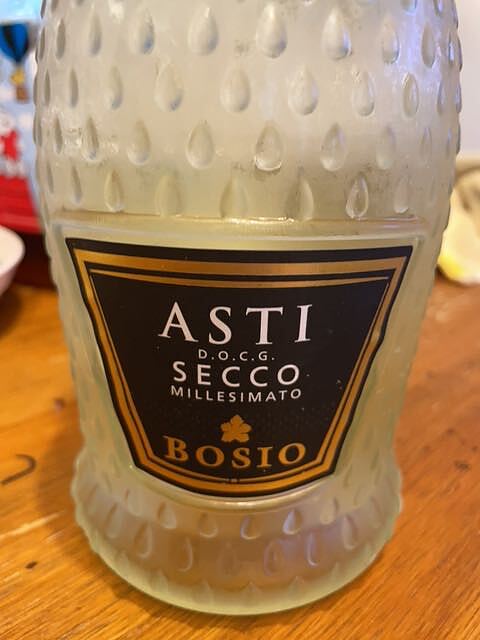 ASTI
D.O.C.G.
SECCO
MILLESIMATO
BOSIO